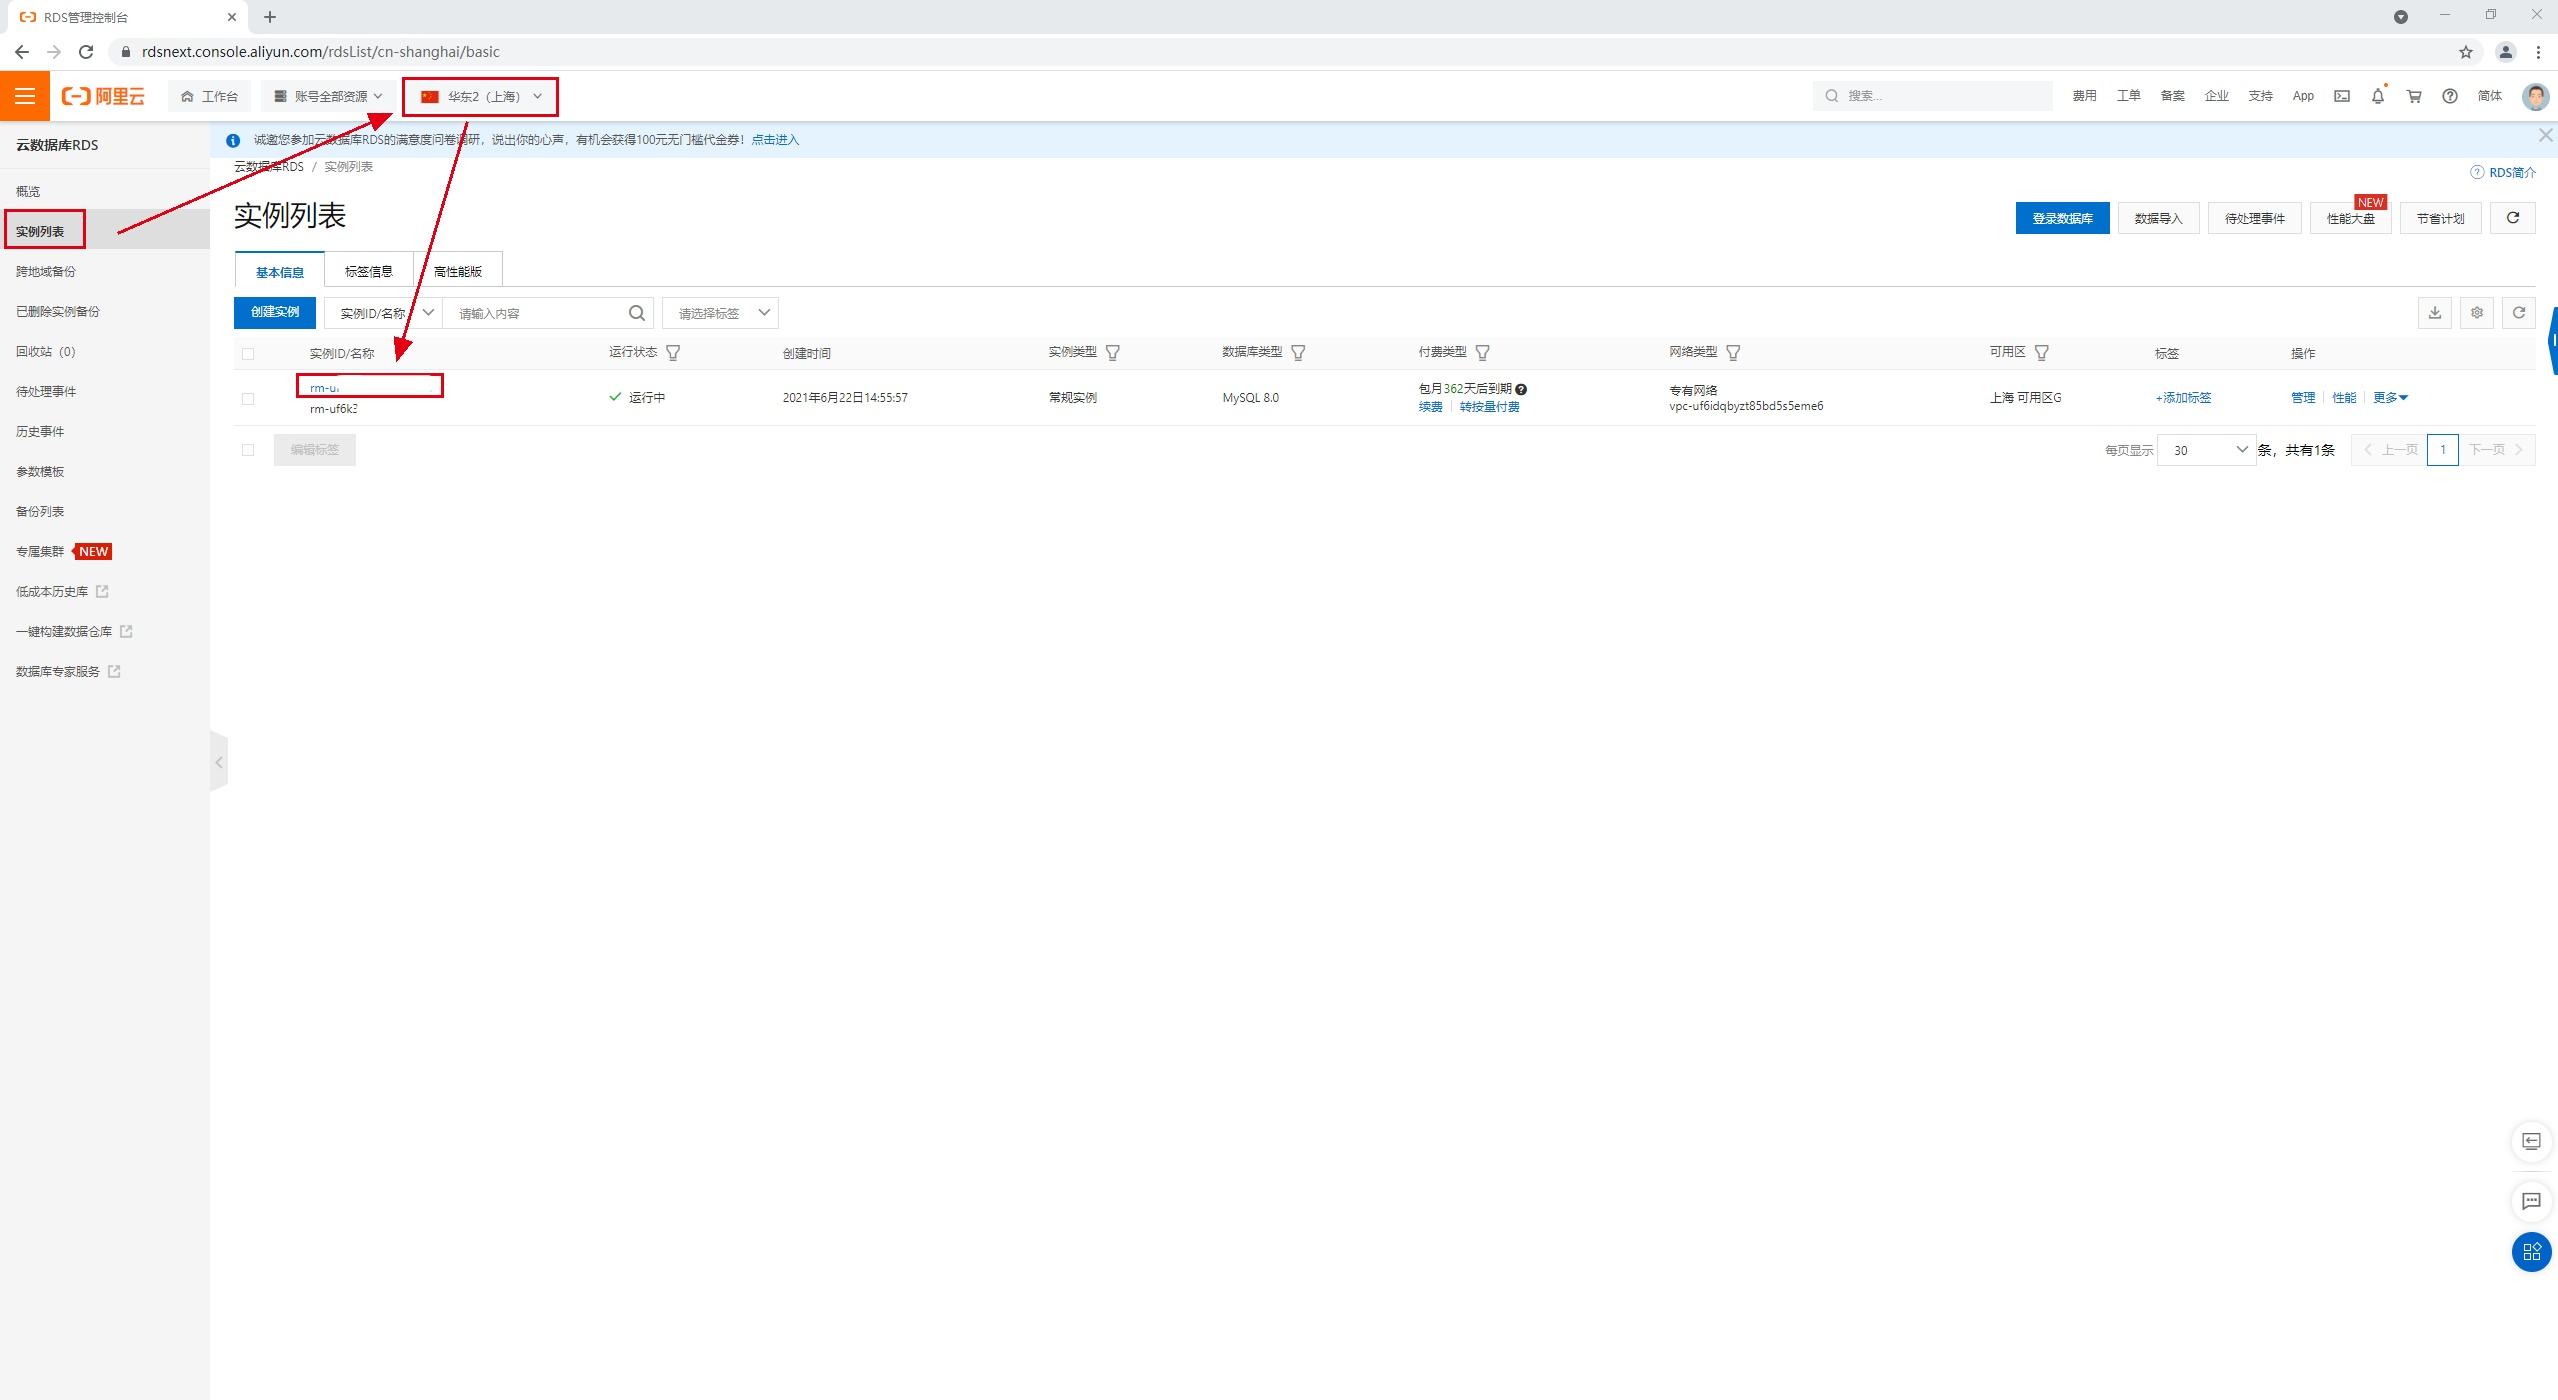 RDS管理控制台
rdsnext.console.aliyun.com/rdsList/cn-shanghai/basic
阿里云 工作台 账号全部资源 华东2（上海） 搜索... 费用 工单 备案 企业 支持 App 简体
云数据库RDS
概览
实例列表
跨地域备份
已删除实例备份
回收站（0）
待处理事件
历史事件
参数模板
备份列表
专属集群 NEW
低成本历史库
一键构建数据仓库
数据库专家服务
诚邀您参加云数据库RDS的满意度问卷调研，说出你的心声，有机会获得100元无门槛代金券！点击进入
云数据库RDS / 实例列表
RDS简介
实例列表
登录数据库 数据导入 待处理事件 性能大盘 NEW 节省计划
基本信息 标签信息 高性能版
创建实例 实例ID/名称 请输入内容 请选择标签
实例ID/名称 运行状态 创建时间 实例类型 数据库类型 付费类型 网络类型 可用区 标签 操作
rm-u
rm-uf6k3
运行中 2021年6月22日14:55:57 常规实例 MySQL 8.0
包月362天后到期
续费 转按量付费
专有网络
vpc-uf6idqbyzt85bd5s5eme6
上海 可用区G +添加标签 管理 性能 更多
编辑标签 每页显示 30 条，共有1条 上一页 1 下一页